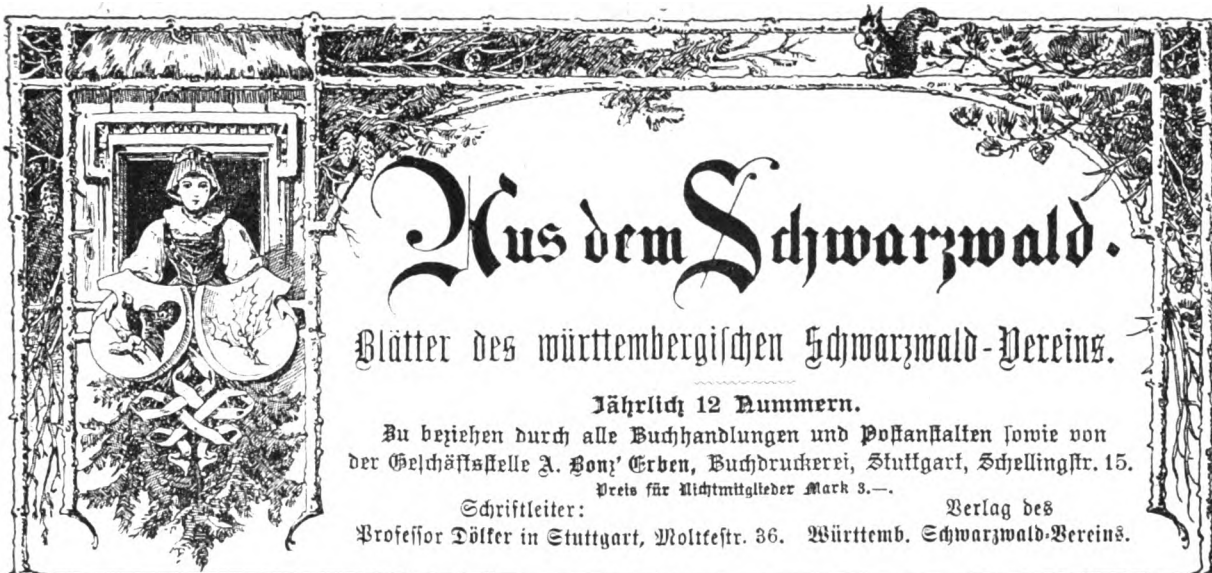 Aus dem Schwarzwald.
Blätter des württembergischen Schwarzwald-Vereins.
Jährlich 12 Nummern.
Zu beziehen durch alle Buchhandlungen und Postanstalten sowie von
der Geschäftsstelle A. Bonz' Erben, Buchdruckerei, Stuttgart, Schellingstr. 15.
Preis für Nichtmitglieder Mark 3.—.
Schriftleiter:
Professor Dölker in Stuttgart, Moltkestr. 36.
Verlag des
Württemb. Schwarzwald-Vereins.